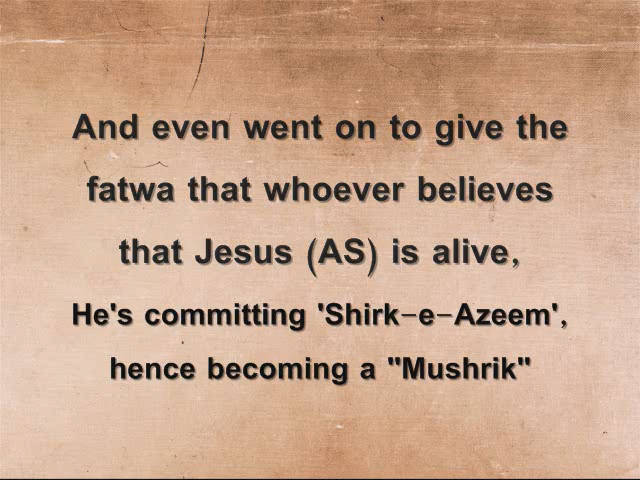 And even went on to give the
fatwa that whoever believes
that Jesus (AS) is alive,
He's committing 'Shirk-e-Azeem',
hence becoming a "Mushrik"